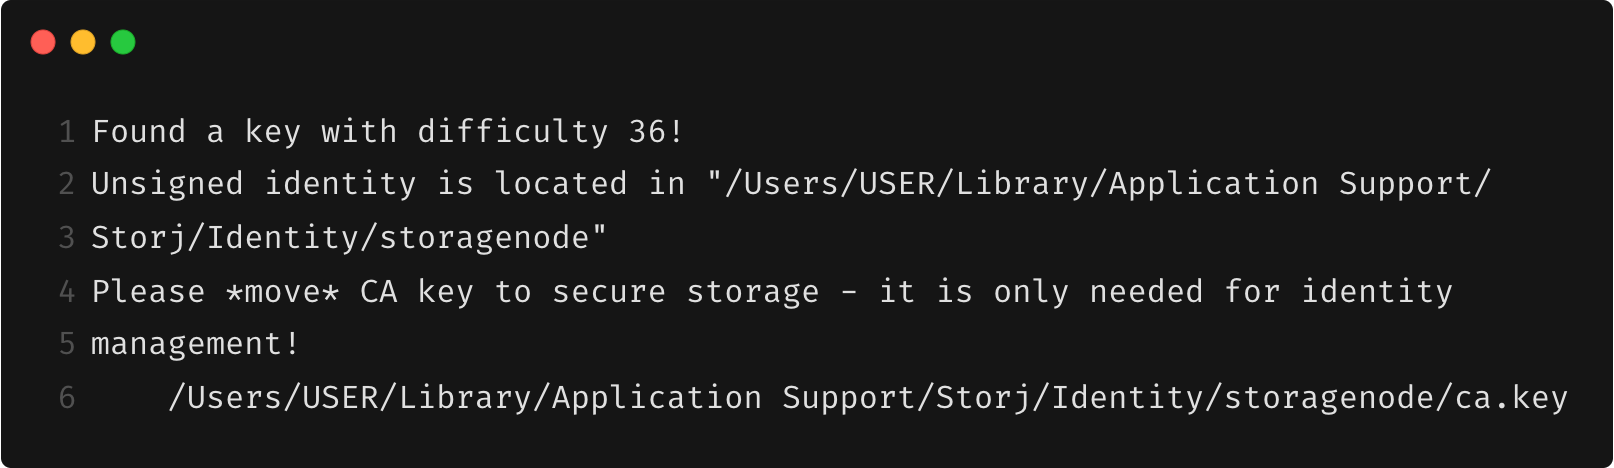 1 Found a key with difficulty 36!
2 Unsigned identity is located in "/Users/USER/Library/Application Support/
3 Storj/Identity/storagenode"
4 Please *move* CA key to secure storage - it is only needed for identity
5 management!
6     /Users/USER/Library/Application Support/Storj/Identity/storagenode/ca.key